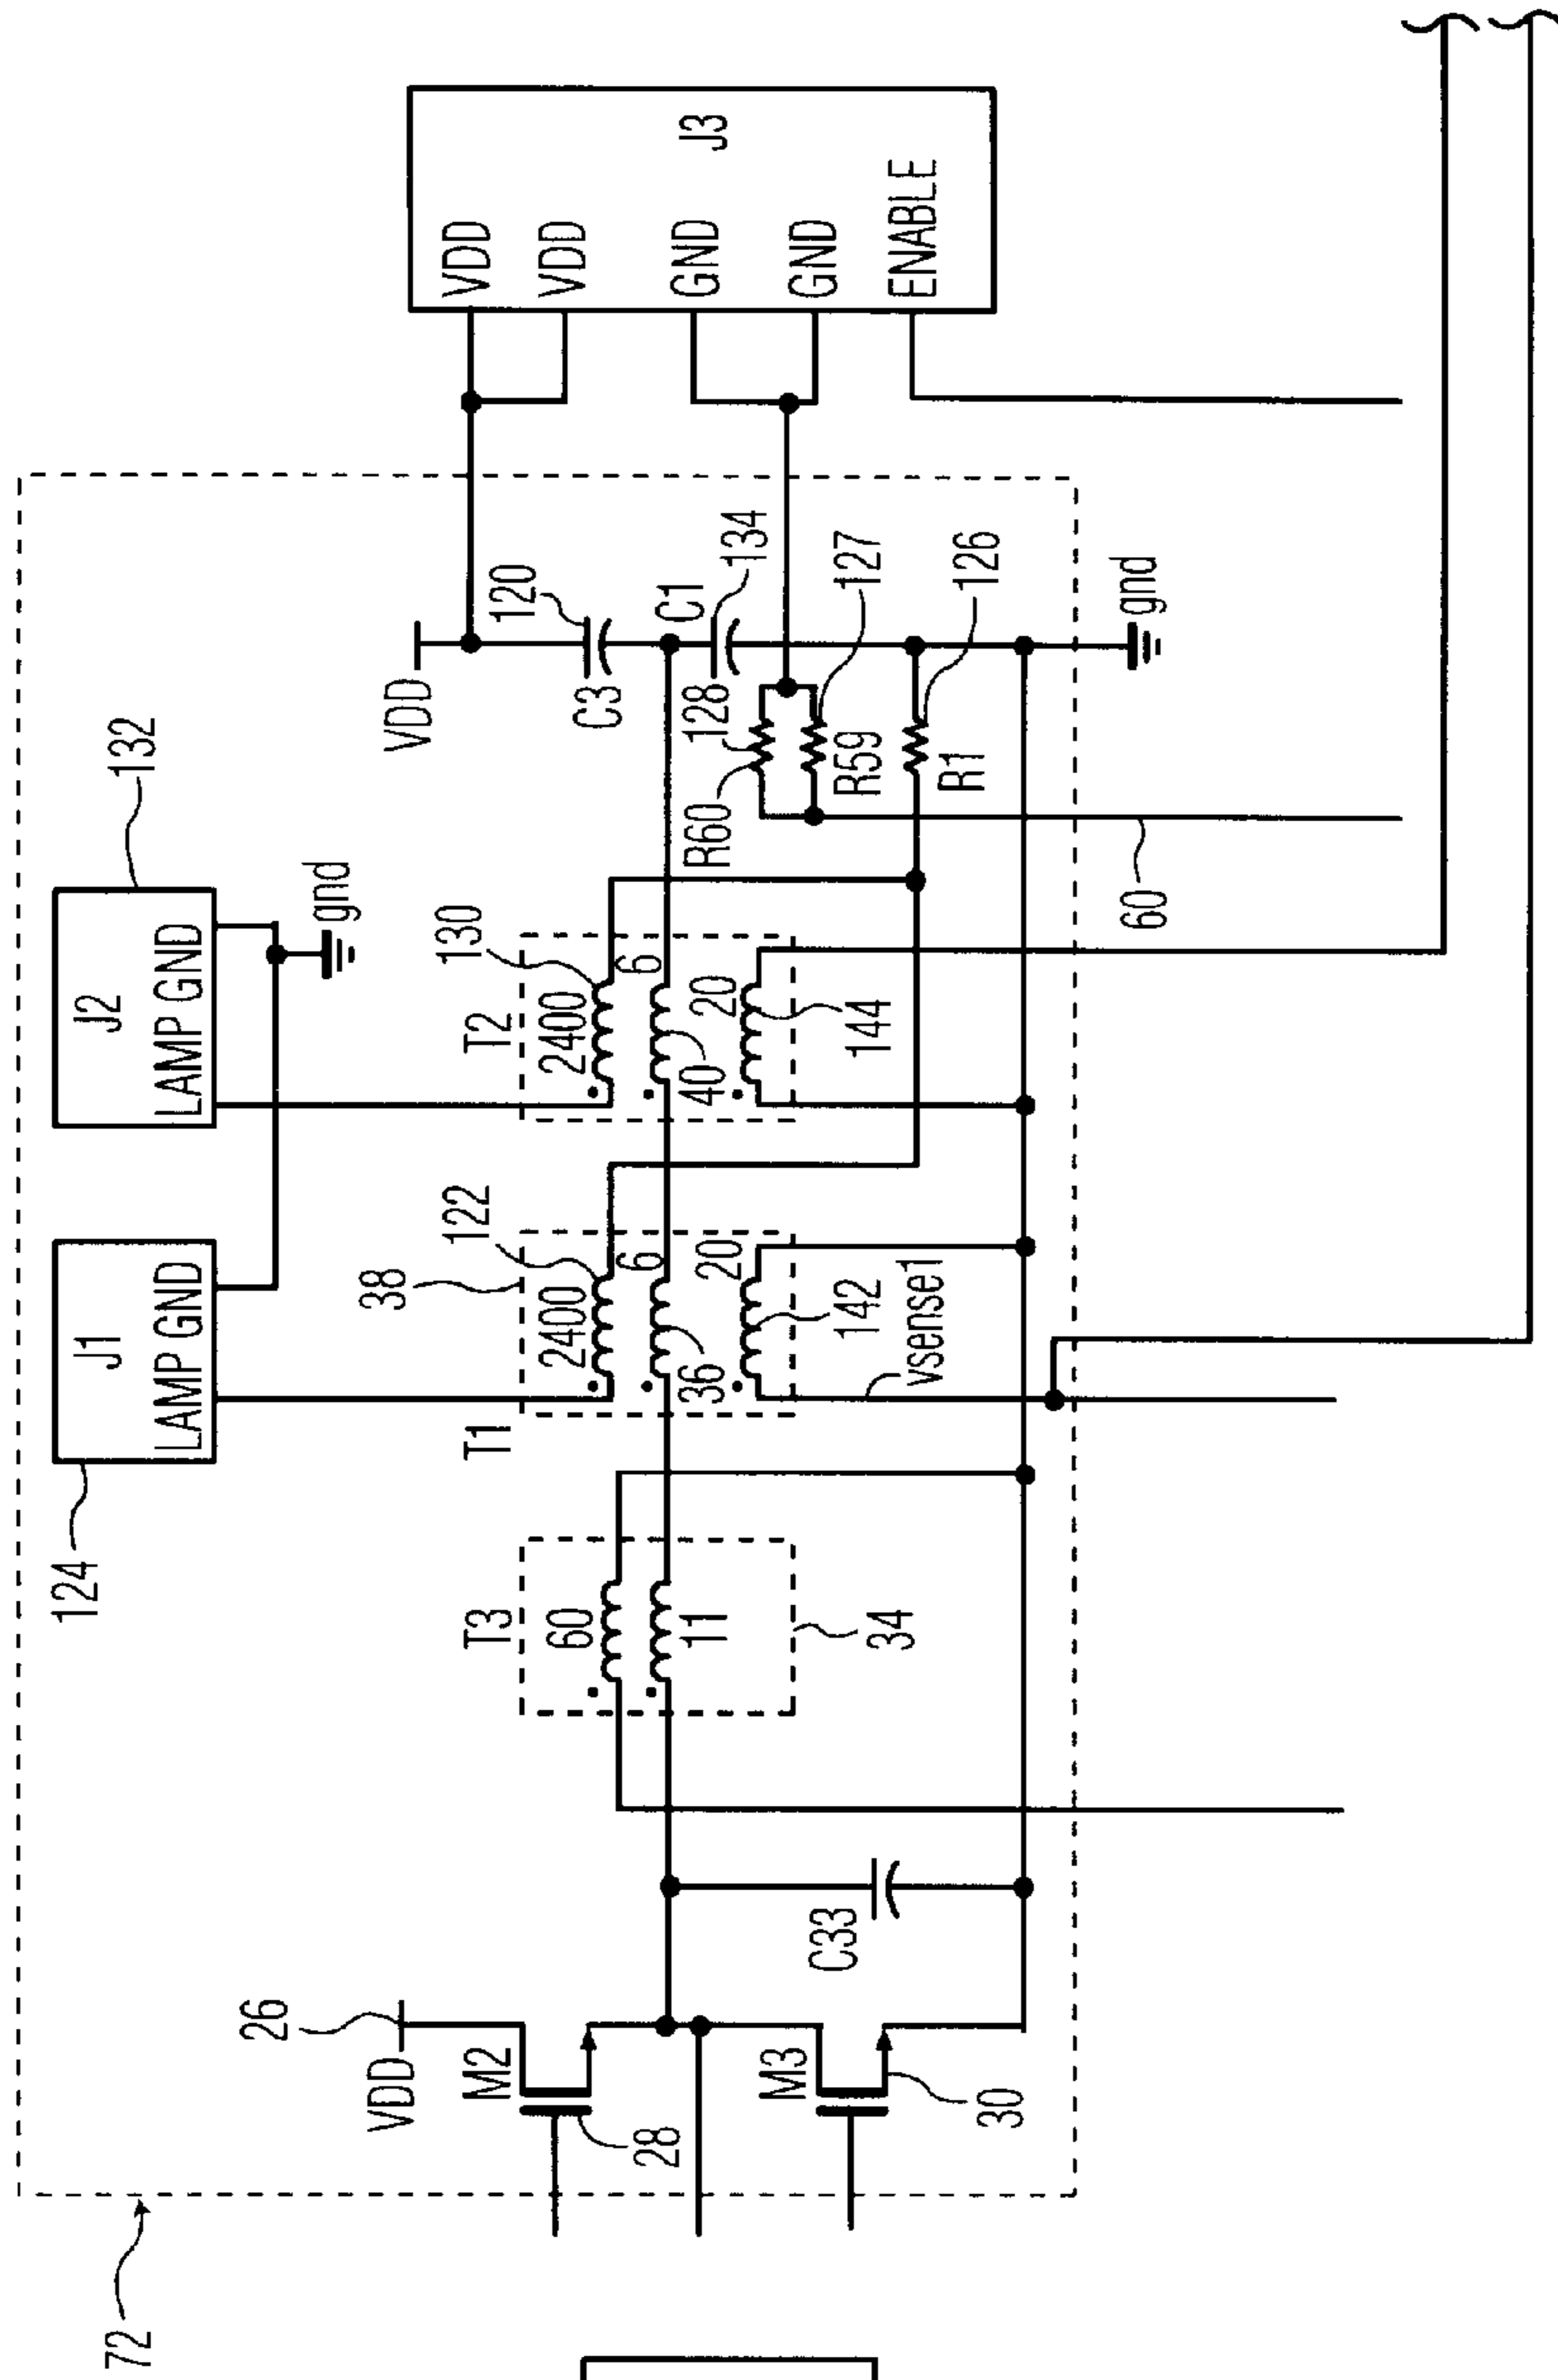 72
124
J1
LAMP GND
J2
LAMP GND
132
gnd
26
VDD
M2
28
M3
30
C33
T3
60
11
34
T1
38
122
2400
6
36
20
142
vsense1
T2
130
2400
6
40
20
144
VDD
120
C3
C1
134
128
R60
127
R59
126
R1
60
gnd
VDD
VDD
GND
GND
ENABLE
J3